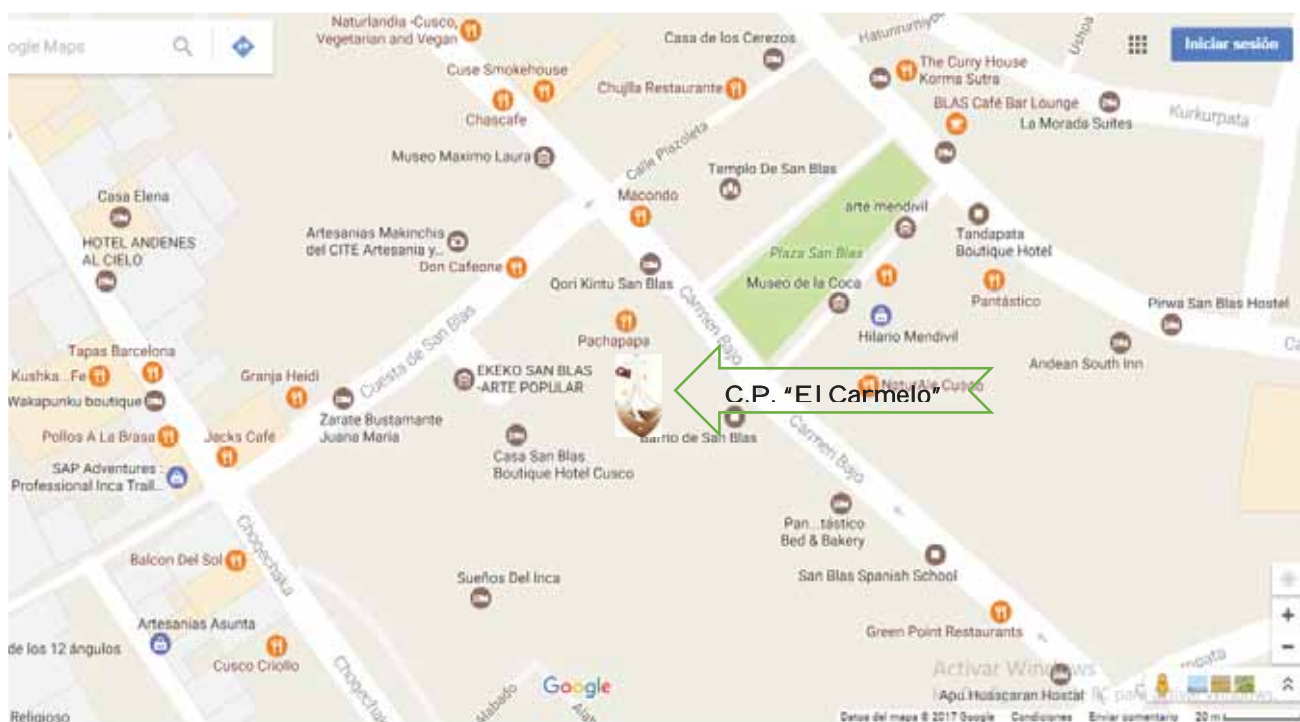 ogle Maps
Iniciar sesión
Naturlandia -Cusco,
Vegetarian and Vegan
Casa de los Cerezos
Hatunrumiyo
Ushpa
The Curry House
Korma Sutra
Cuse Smokehouse
Chujlla Restaurante
Chascafe
BLAS Café Bar Lounge
La Morada Suites
Kurkurpata
Calle Plazoleta
Museo Maximo Laura
Templo De San Blas
Casa Elena
Macondo
arte mendivil
HOTEL ANDENES
AL CIELO
Artesanias Makinchis
del CITE Artesania y...
Don Cafeone
Plaza San Blas
Tandapata
Boutique Hotel
Qori Kintu San Blas
Museo de la Coca
Pantástico
Carmen Bajo
Pirwa San Blas Hostel
Pachapapa
Hilario Mendivil
Cuesta de San Blas
Tapas Barcelona
Andean South Inn
Kushka...Fe
Granja Heidi
EKEKO SAN BLAS
-ARTE POPULAR
C.P. "El Carmelo"
NaturAle Cusco
Wakapunku boutique
Zarate Bustamante
Juana Maria
Pollos A La Brasa
Jacks Café
Barrio de San Blas
Carmen Bajo
Casa San Blas
Boutique Hotel Cusco
SAP Adventures :
Professional Inca Trail...
Choqechaka
Pan...tástico
Bed & Bakery
Balcon Del Sol
Sueños Del Inca
San Blas Spanish School
Artesanias Asunta
Green Point Restaurants
de los 12 ángulos
Cusco Criollo
Choqechaka
Activar Windows
Google
Apu Huascaran Hostal
Religioso
Datos del mapa © 2017 Google
Condiciones
Enviar comentario
20 m